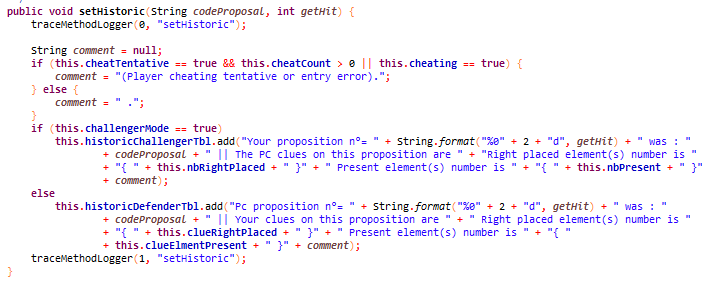 public void setHistoric(String codeProposal, int getHit) {
traceMethodLogger(0, "setHistoric");
String comment = null;
if (this.cheatTentative == true && this.cheatCount > 0 || this.cheating == true) {
comment = "(Player cheating tentative or entry error).";
} else {
comment = " .";
}
if (this.challengerMode == true)
this.historicChallengerTbl.add("Your proposition n°= " + String.format("%0" + 2 + "d", getHit) + " was : "
+ codeProposal + " || The PC clues on this proposition are " + "Right placed element(s) number is "
+ "{ " + this.nbRightPlaced + " }" + " Present element(s) number is " + "{ " + this.nbPresent + " }"
+ comment);
else
this.historicDefenderTbl.add("Pc proposition n°= " + String.format("%0" + 2 + "d", getHit) + " was : "
+ codeProposal + " || Your clues on this proposition are " + " Right placed element(s) number is "
+ "{ " + this.clueRightPlaced + " }" + " Present element(s) number is " + "{ "
+ this.clueElmentPresent + " }" + comment);
traceMethodLogger(1, "setHistoric");
}